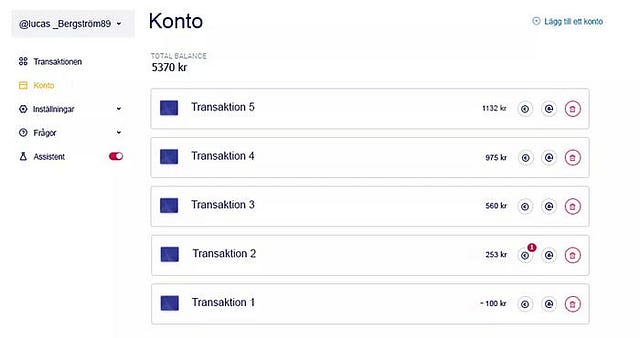 @lucas _Bergström89
Konto
Lägg till ett konto
TOTAL BALANCE
5370 kr
Transaktionen
Konto
Inställningar
Frågor
Assistent
Transaktion 5
1132 kr
Transaktion 4
975 kr
Transaktion 3
560 kr
Transaktion 2
253 kr
1
Transaktion 1
- 100 kr